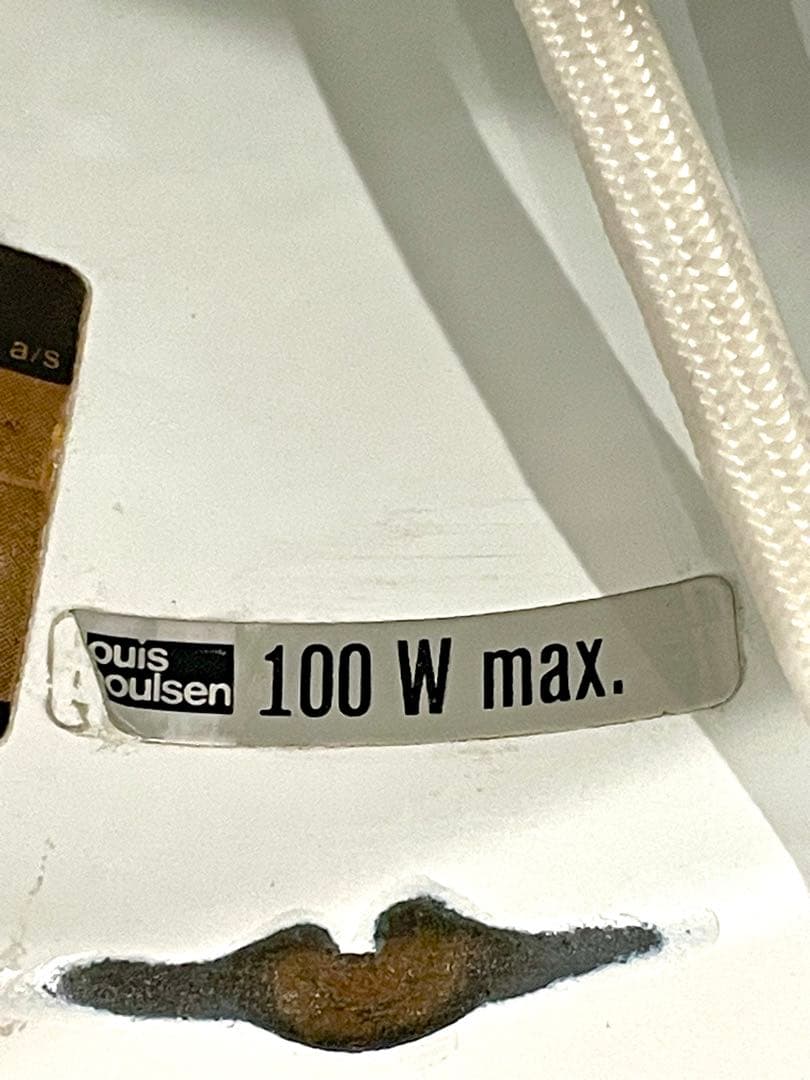 a/s
ouis
oulsen
100 W max.